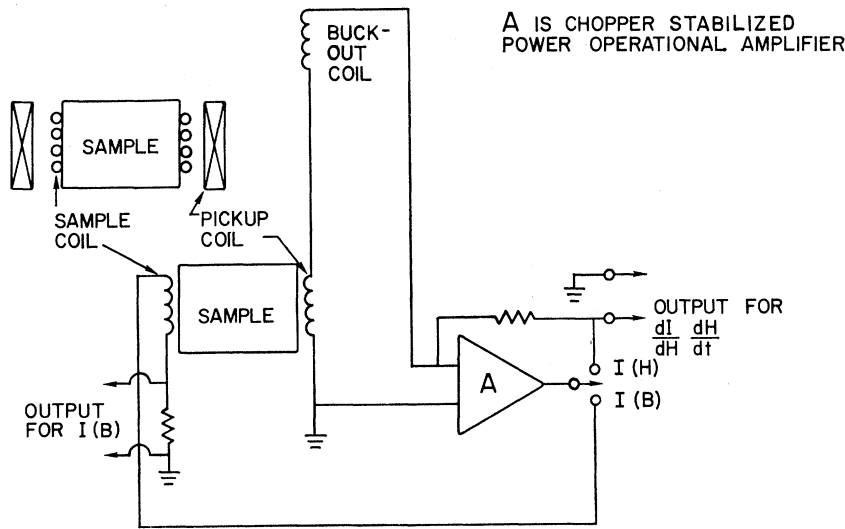 A IS CHOPPER STABILIZED
POWER OPERATIONAL AMPLIFIER
BUCK-
OUT
COIL
SAMPLE
SAMPLE
COIL
PICKUP
COIL
SAMPLE
OUTPUT FOR
dI dH
dH dt
A
I (H)
I (B)
OUTPUT
FOR I (B)